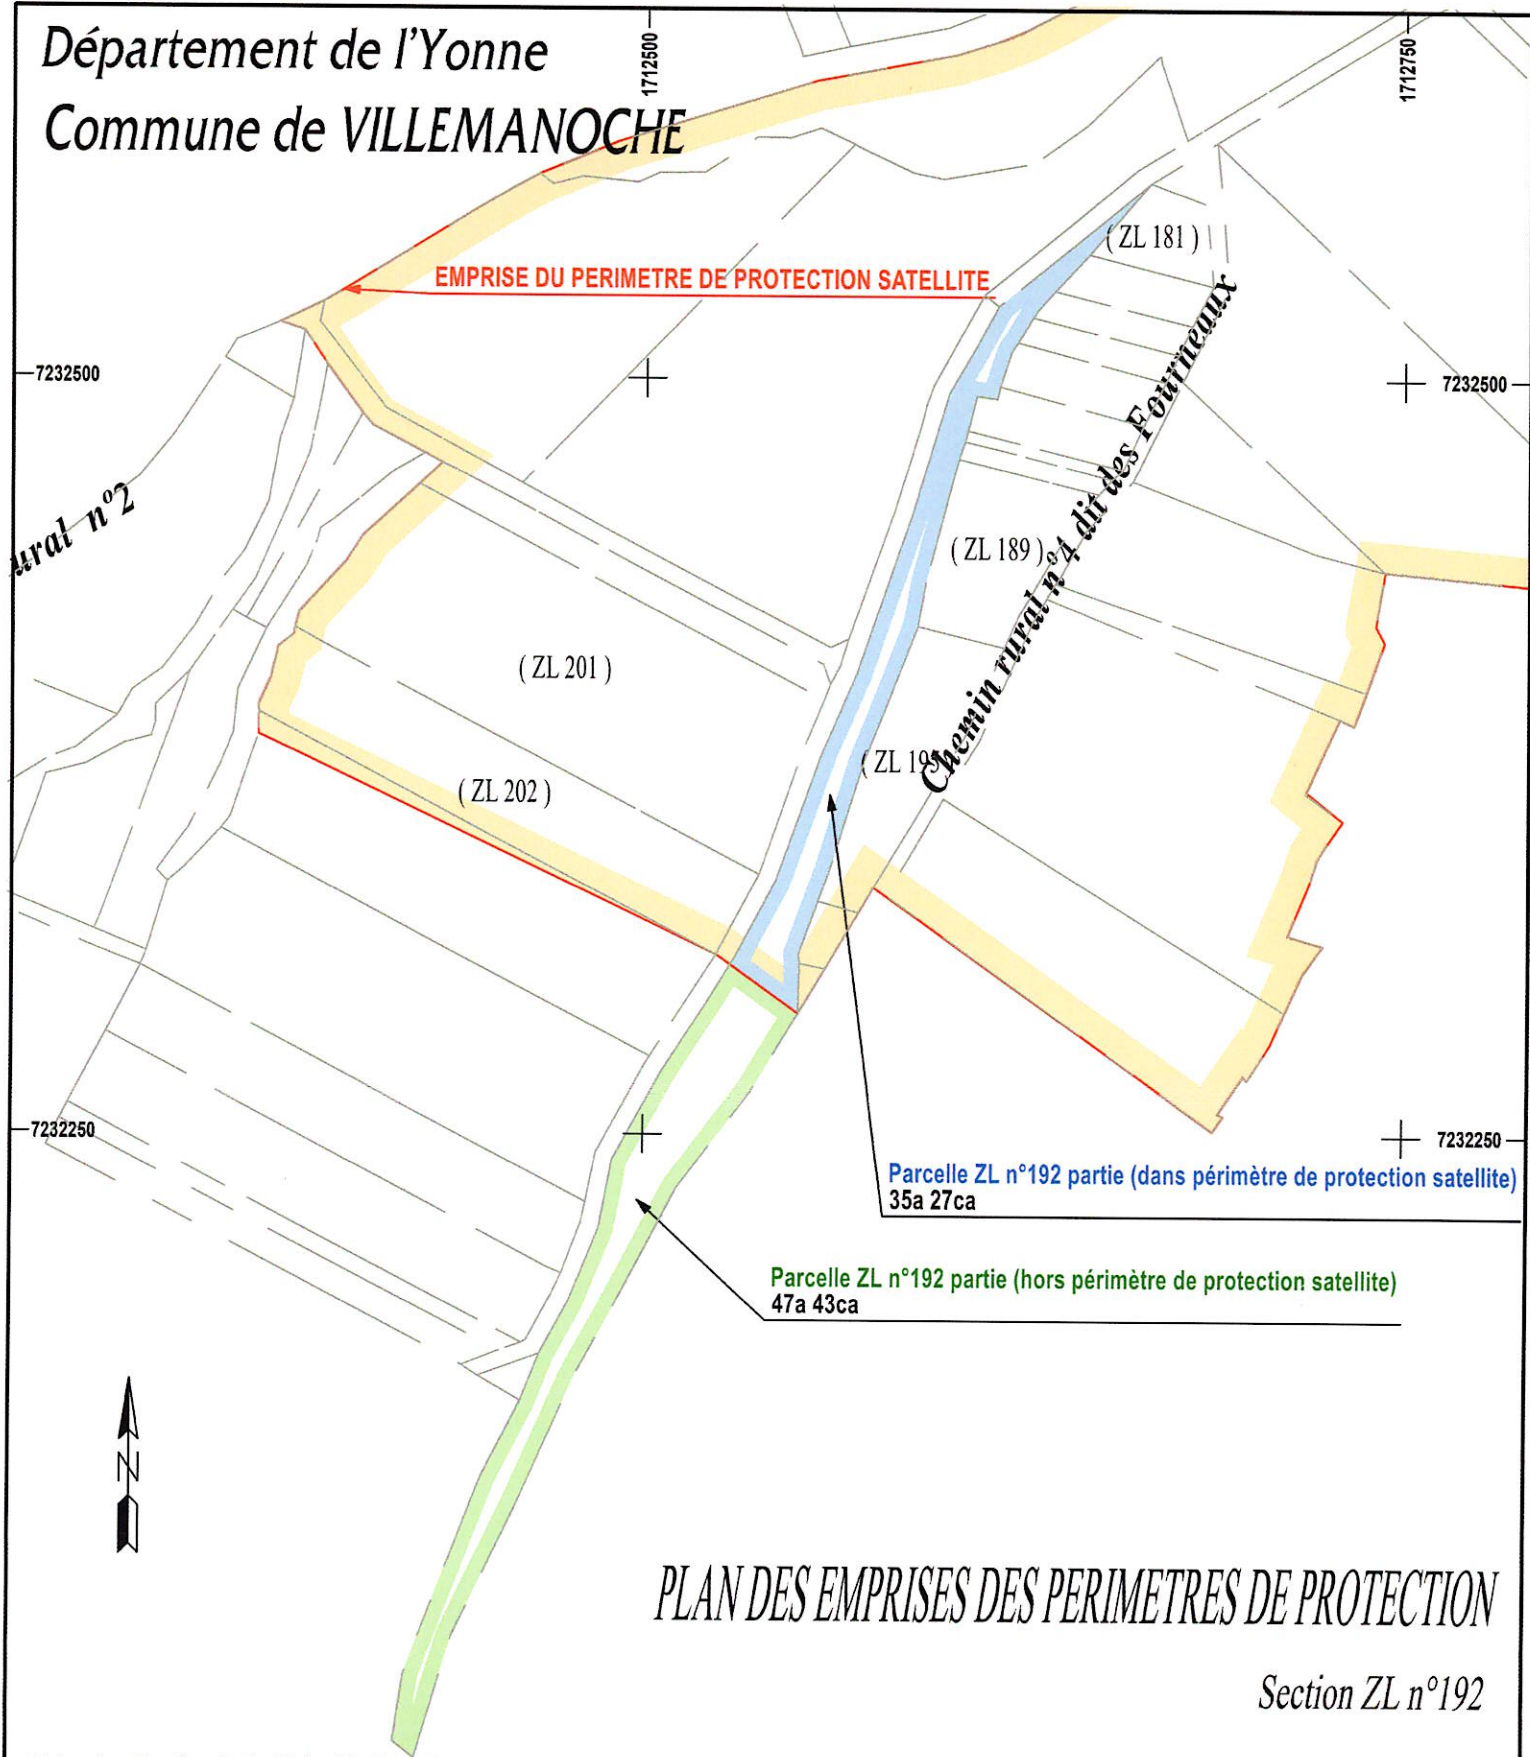 Département de l'Yonne
Commune de VILLEMANOCHE
1712500
1712750
( ZL 181 )
EMPRISE DU PERIMETRE DE PROTECTION SATELLITE
7232500
7232500
ural n°2
( ZL 189 )
Chemin rural n°4 dit des Fourneaux
( ZL 201 )
( ZL 195
( ZL 202 )
7232250
7232250
Parcelle ZL n°192 partie (dans périmètre de protection satellite)
35a 27ca
Parcelle ZL n°192 partie (hors périmètre de protection satellite)
47a 43ca
N
PLAN DES EMPRISES DES PERIMETRES DE PROTECTION
Section ZL n°192